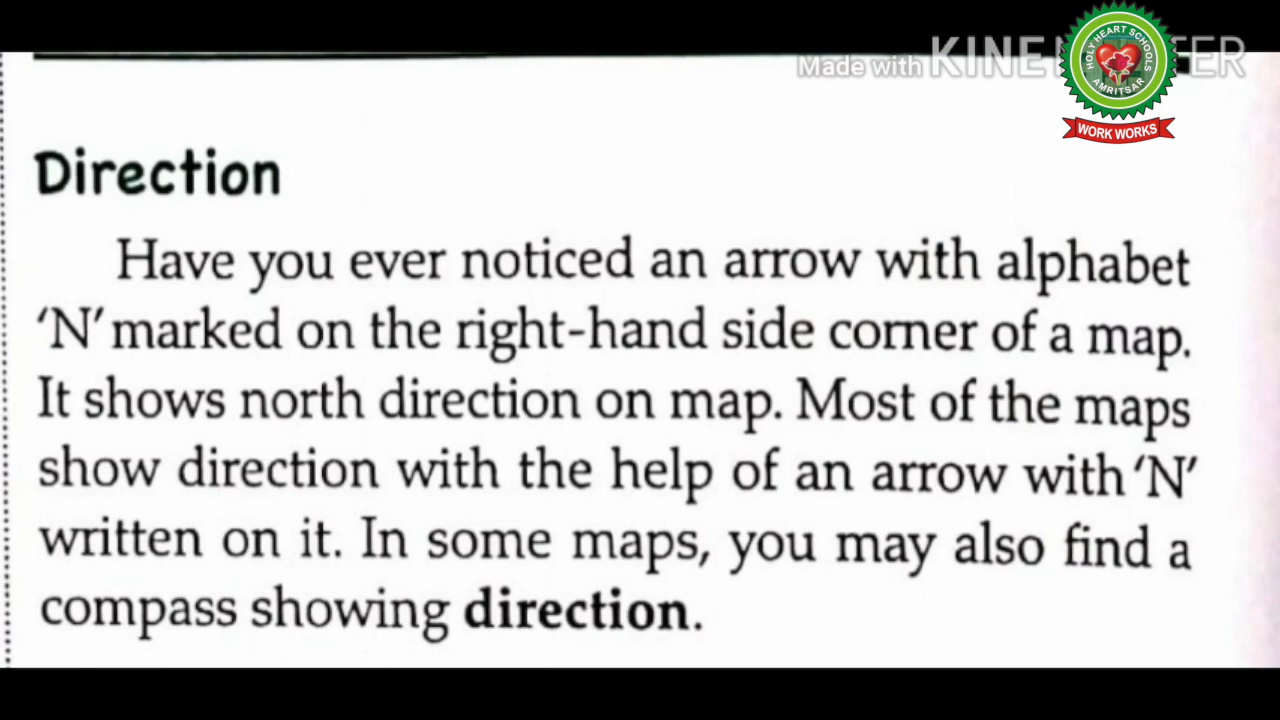 Made with KINE
HOLY HEART SCHOOLS
AMRITSAR
WORK WORKS
Direction
Have you ever noticed an arrow with alphabet
‘N’ marked on the right-hand side corner of a map.
It shows north direction on map. Most of the maps
show direction with the help of an arrow with ‘N’
written on it. In some maps, you may also find a
compass showing direction.